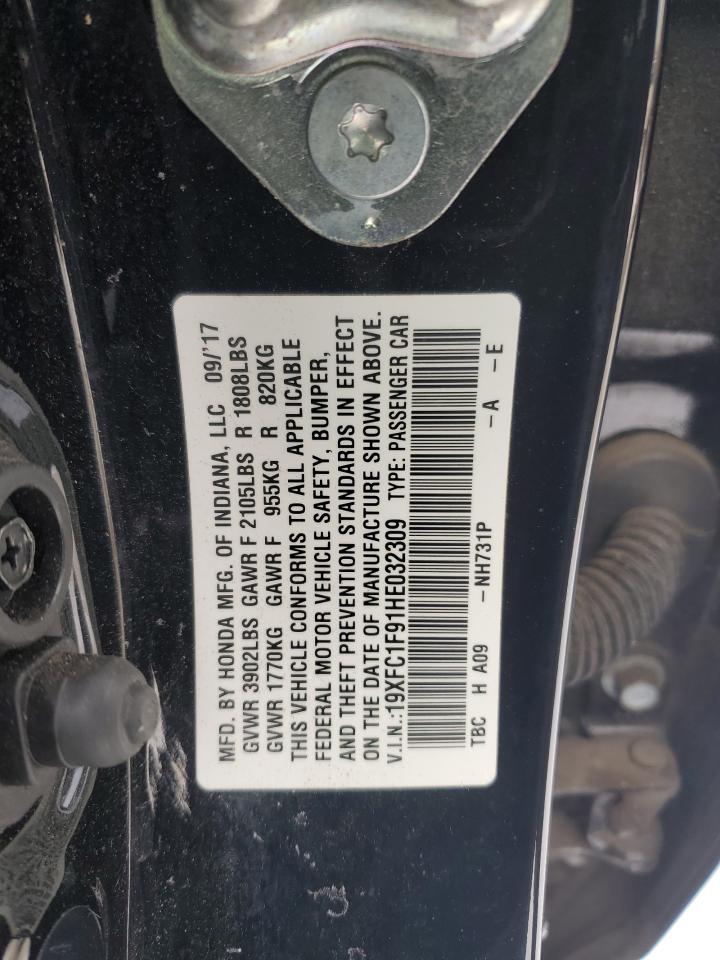 MFD. BY HONDA MFG. OF INDIANA, LLC 09/'17
GVWR 3902LBS GAWR F 2105LBS R 1808LBS
GVWR 1770KG GAWR F 955KG R 820KG
THIS VEHICLE CONFORMS TO ALL APPLICABLE
FEDERAL MOTOR VEHICLE SAFETY, BUMPER,
AND THEFT PREVENTION STANDARDS IN EFFECT
ON THE DATE OF MANUFACTURE SHOWN ABOVE.
V.I.N.:19XFC1F91HE032309 TYPE: PASSENGER CAR
TBC H A09 -NH731P -A -E